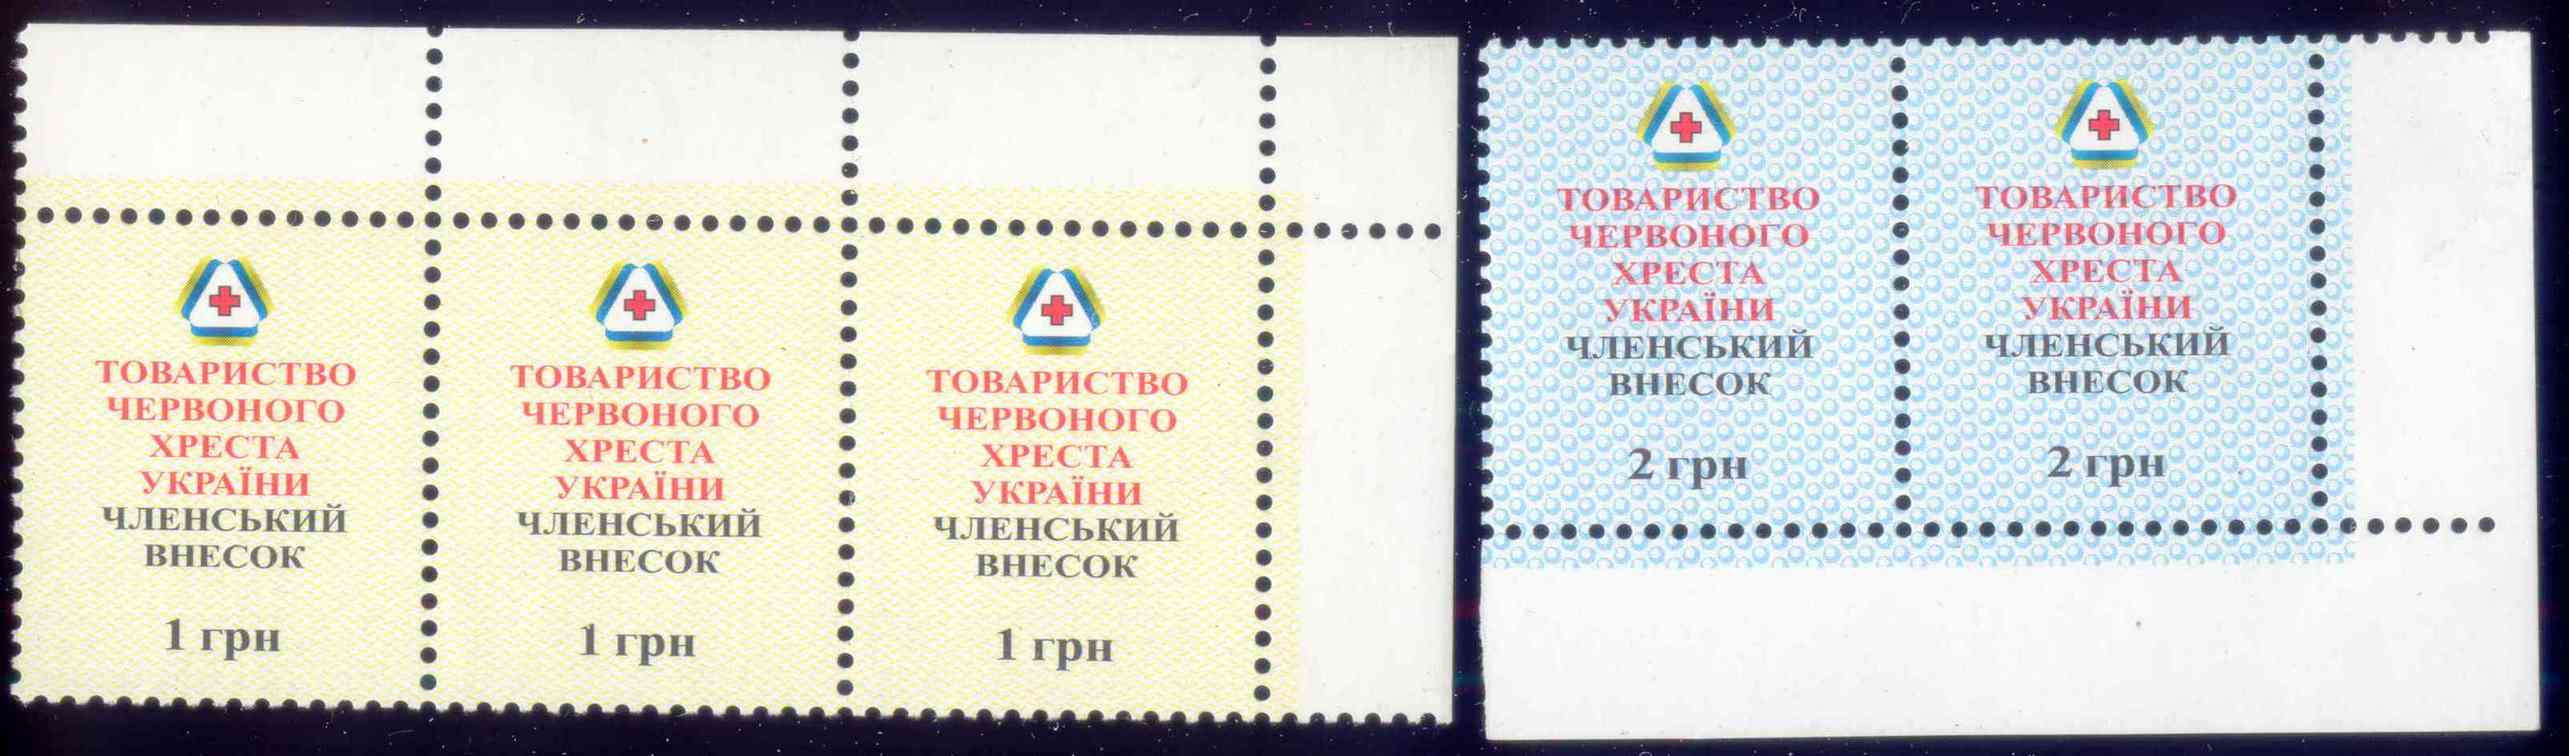 ТОВАРИСТВО
ЧЕРВОНОГО
ХРЕСТА
УКРАЇНИ
ЧЛЕНСЬКИЙ
ВНЕСОК
1 грн
ТОВАРИСТВО
ЧЕРВОНОГО
ХРЕСТА
УКРАЇНИ
ЧЛЕНСЬКИЙ
ВНЕСОК
1 грн
ТОВАРИСТВО
ЧЕРВОНОГО
ХРЕСТА
УКРАЇНИ
ЧЛЕНСЬКИЙ
ВНЕСОК
1 грн
ТОВАРИСТВО
ЧЕРВОНОГО
ХРЕСТА
УКРАЇНИ
ЧЛЕНСЬКИЙ
ВНЕСОК
2 грн
ТОВАРИСТВО
ЧЕРВОНОГО
ХРЕСТА
УКРАЇНИ
ЧЛЕНСЬКИЙ
ВНЕСОК
2 грн